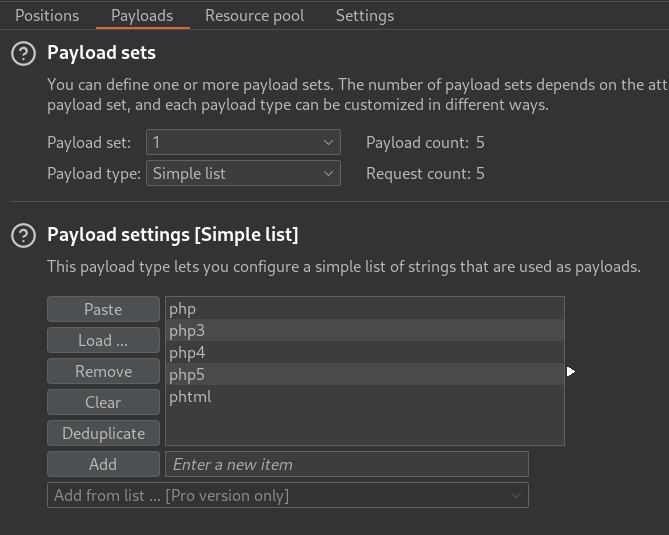 Positions Payloads Resource pool Settings
Payload sets
You can define one or more payload sets. The number of payload sets depends on the att
payload set, and each payload type can be customized in different ways.
Payload set: 1 Payload count: 5
Payload type: Simple list Request count: 5
Payload settings [Simple list]
This payload type lets you configure a simple list of strings that are used as payloads.
Paste php
Load ... php3
Remove php4
Clear php5
Deduplicate phtml
Add Enter a new item
Add from list ... [Pro version only]